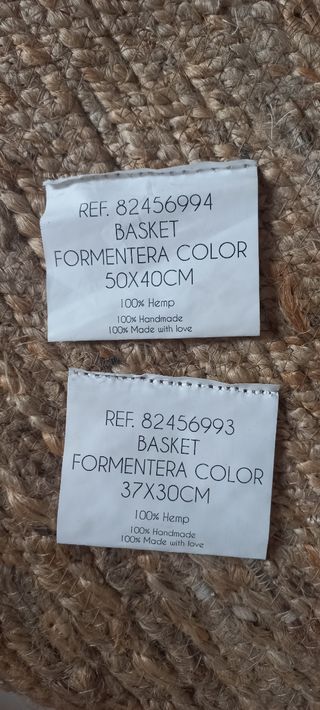 REF. 82456994
BASKET
FORMENTERA COLOR
50X40CM
100% Hemp
100% Handmade
100% Made with love
REF. 82456993
BASKET
FORMENTERA COLOR
37X30CM
100% Hemp
100% Handmade
100% Made with love